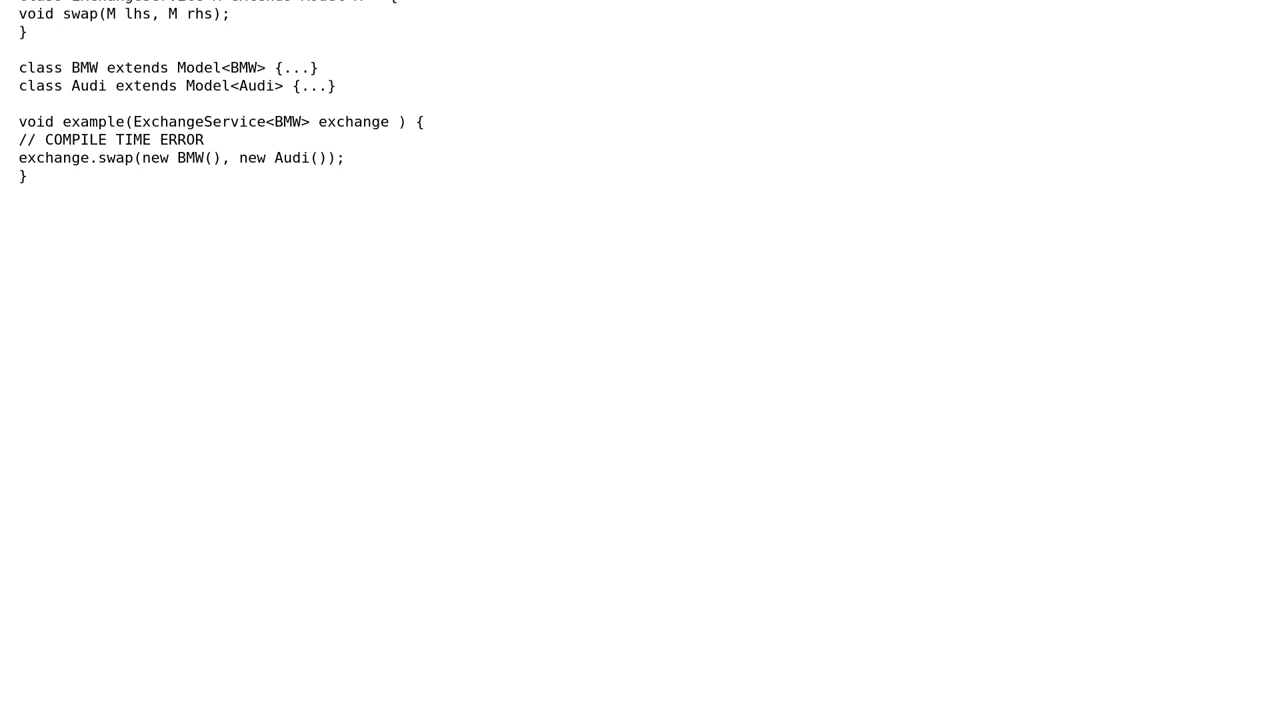 void swap(M lhs, M rhs);
}
class BMW extends Model<BMW> {...}
class Audi extends Model<Audi> {...}
void example(ExchangeService<BMW> exchange ) {
// COMPILE TIME ERROR
exchange.swap(new BMW(), new Audi());
}